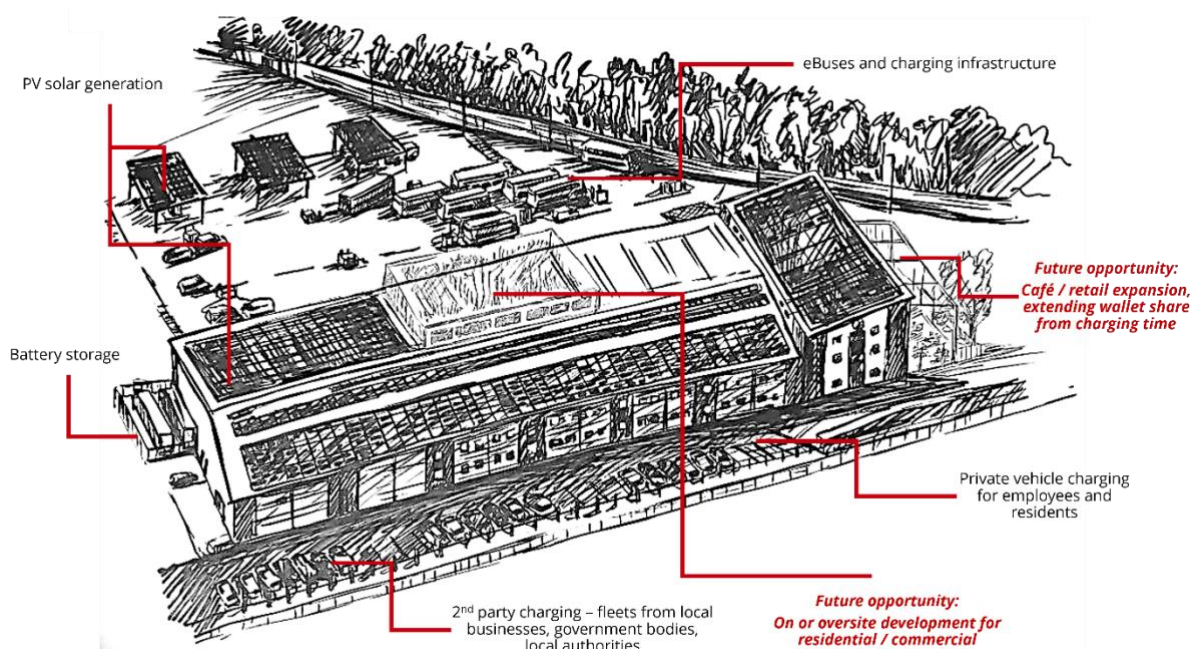 eBuses and charging infrastructure
PV solar generation
Future opportunity:
Café / retail expansion,
extending wallet share
from charging time
Battery storage
Private vehicle charging
for employees and
residents
2nd party charging – fleets from local
businesses, government bodies,
local authorities
Future opportunity:
On or oversite development for
residential / commercial